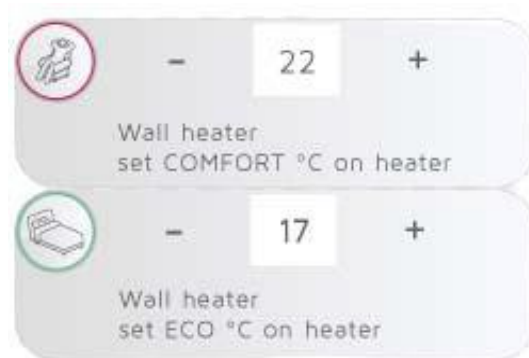 - 22 +
Wall heater
set COMFORT °C on heater
- 17 +
Wall heater
set ECO °C on heater